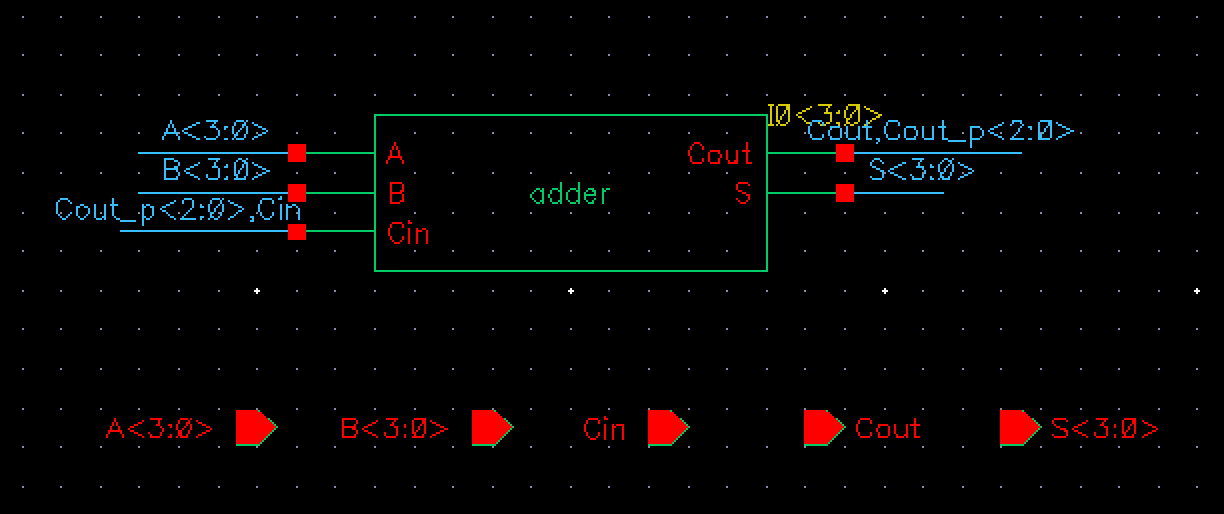 I0<3:0>
A<3:0>
Cout,Cout_p<2:0>
A
Cout
B<3:0>
S<3:0>
B
adder
S
Cout_p<2:0>,Cin
Cin
A<3:0>
B<3:0>
Cin
Cout
S<3:0>